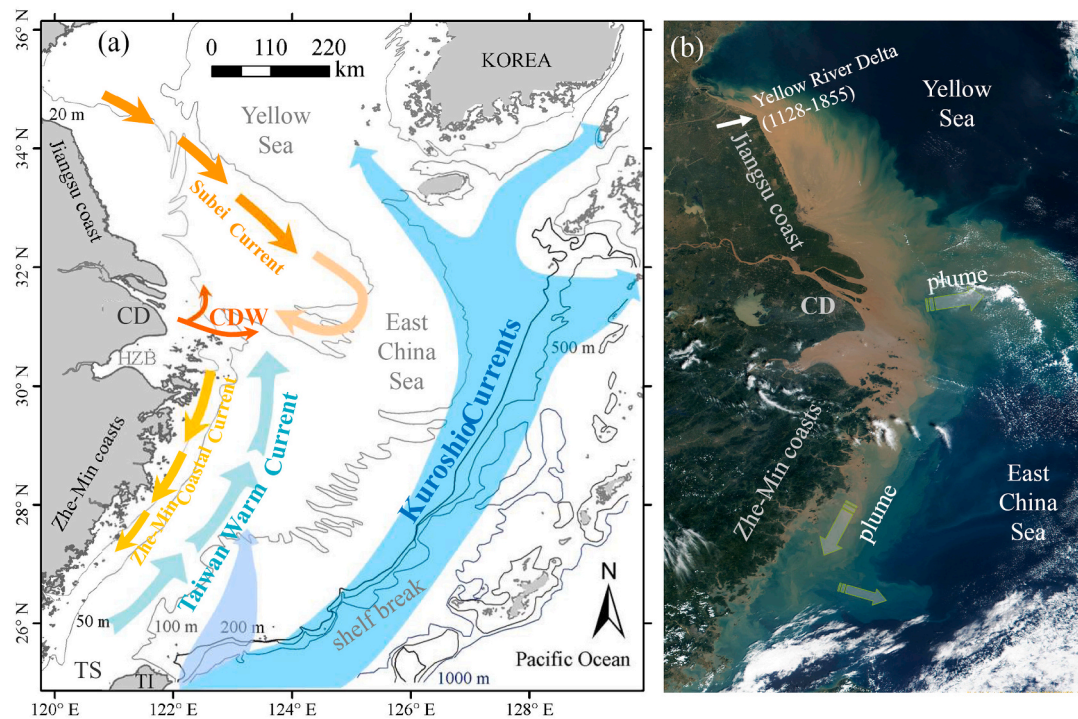 (a)
0 110 220
km
KOREA
Yellow
Sea
20 m
Jiangsu coast
Subei Current
CDW
CD
HZB
East
China
Sea
500 m
Kuroshio Currents
Zhe-Min Coastal Current
Zhe-Min coasts
Taiwan Warm Current
50 m
100 m
200 m
shelf break
N
TS
TI
Pacific Ocean
1000 m
36° N
34° N
32° N
30° N
28° N
26° N
120° E
122° E
124° E
126° E
128° E
(b)
Yellow River Delta
(1128-1855)
Yellow
Sea
Jiangsu coast
plume
CD
Zhe-Min coasts
plume
East
China
Sea